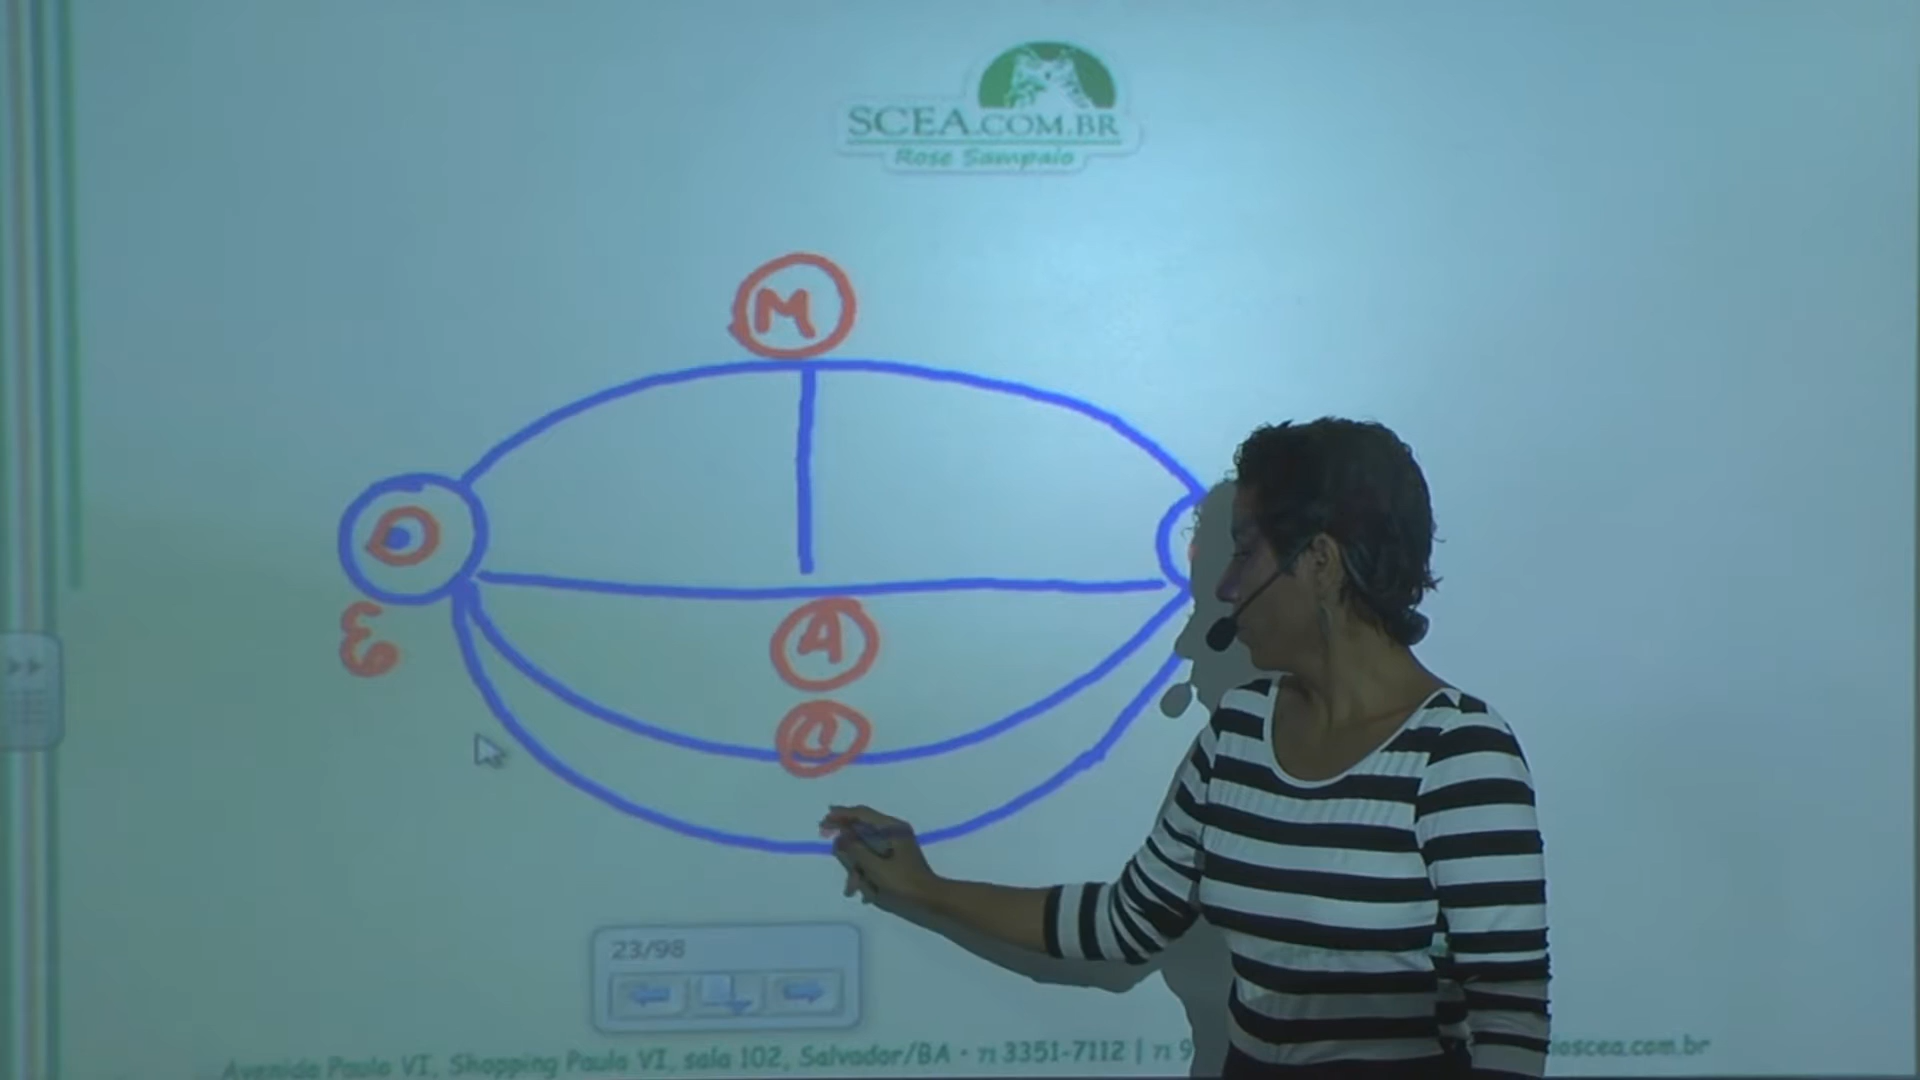 SCEA.COM.BR
Rose Sampaio
M
A
23/98
Avenida Paulo VI, Shopping Paulo VI, sala 102, Salvador/BA · 71 3351-7112 | 71 9
ioscea.com.br